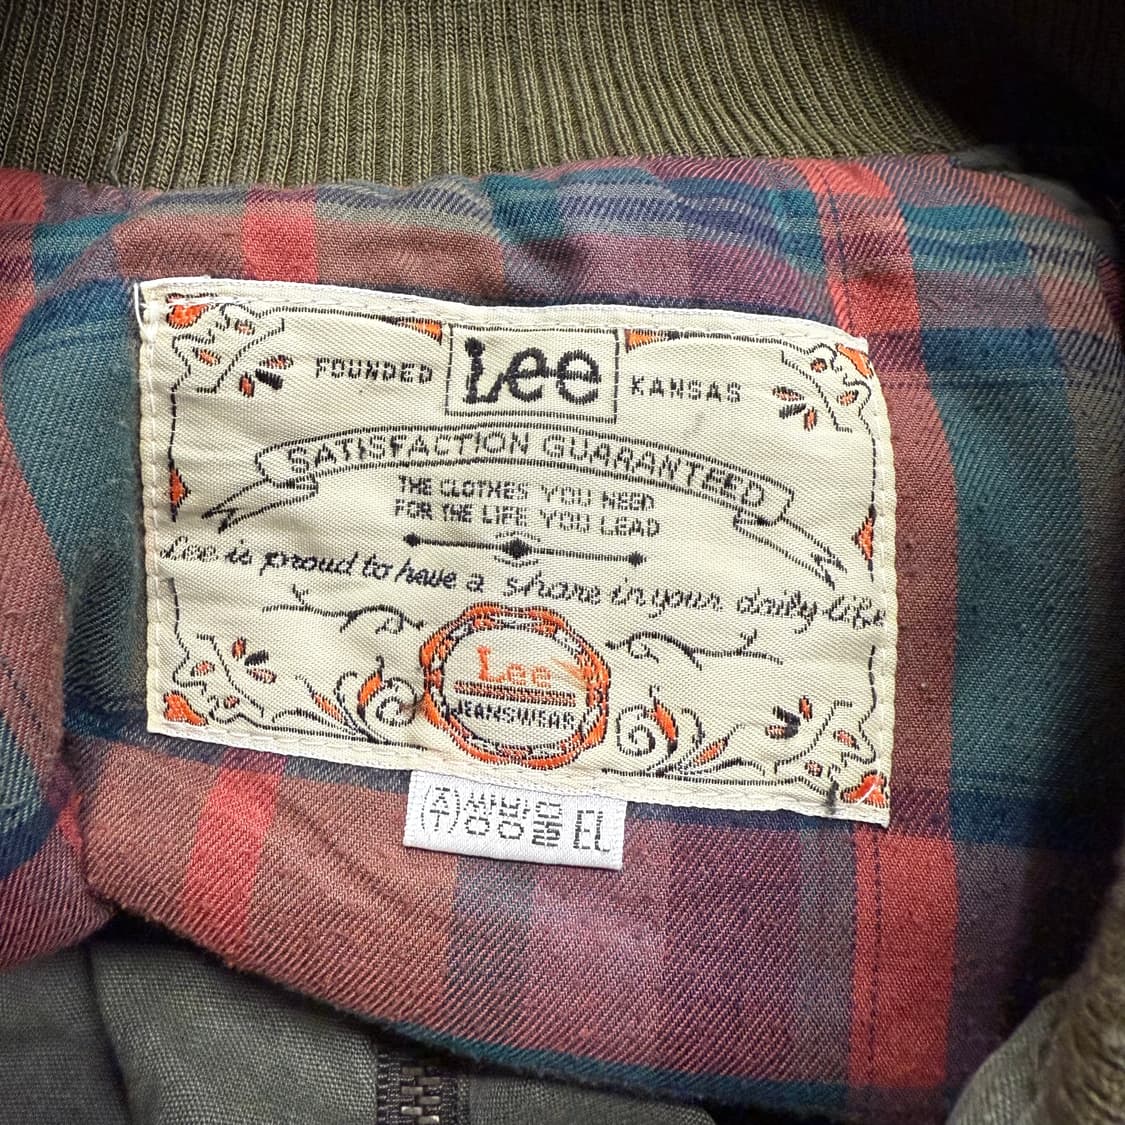 FOUNDED Lee KANSAS
SATISFACTION GUARANTEED
THE CLOTHES YOU NEED
FOR THE LIFE YOU LEAD
Lee is proud to have a share in your daily life
Lee
JEANSWEAR
EL